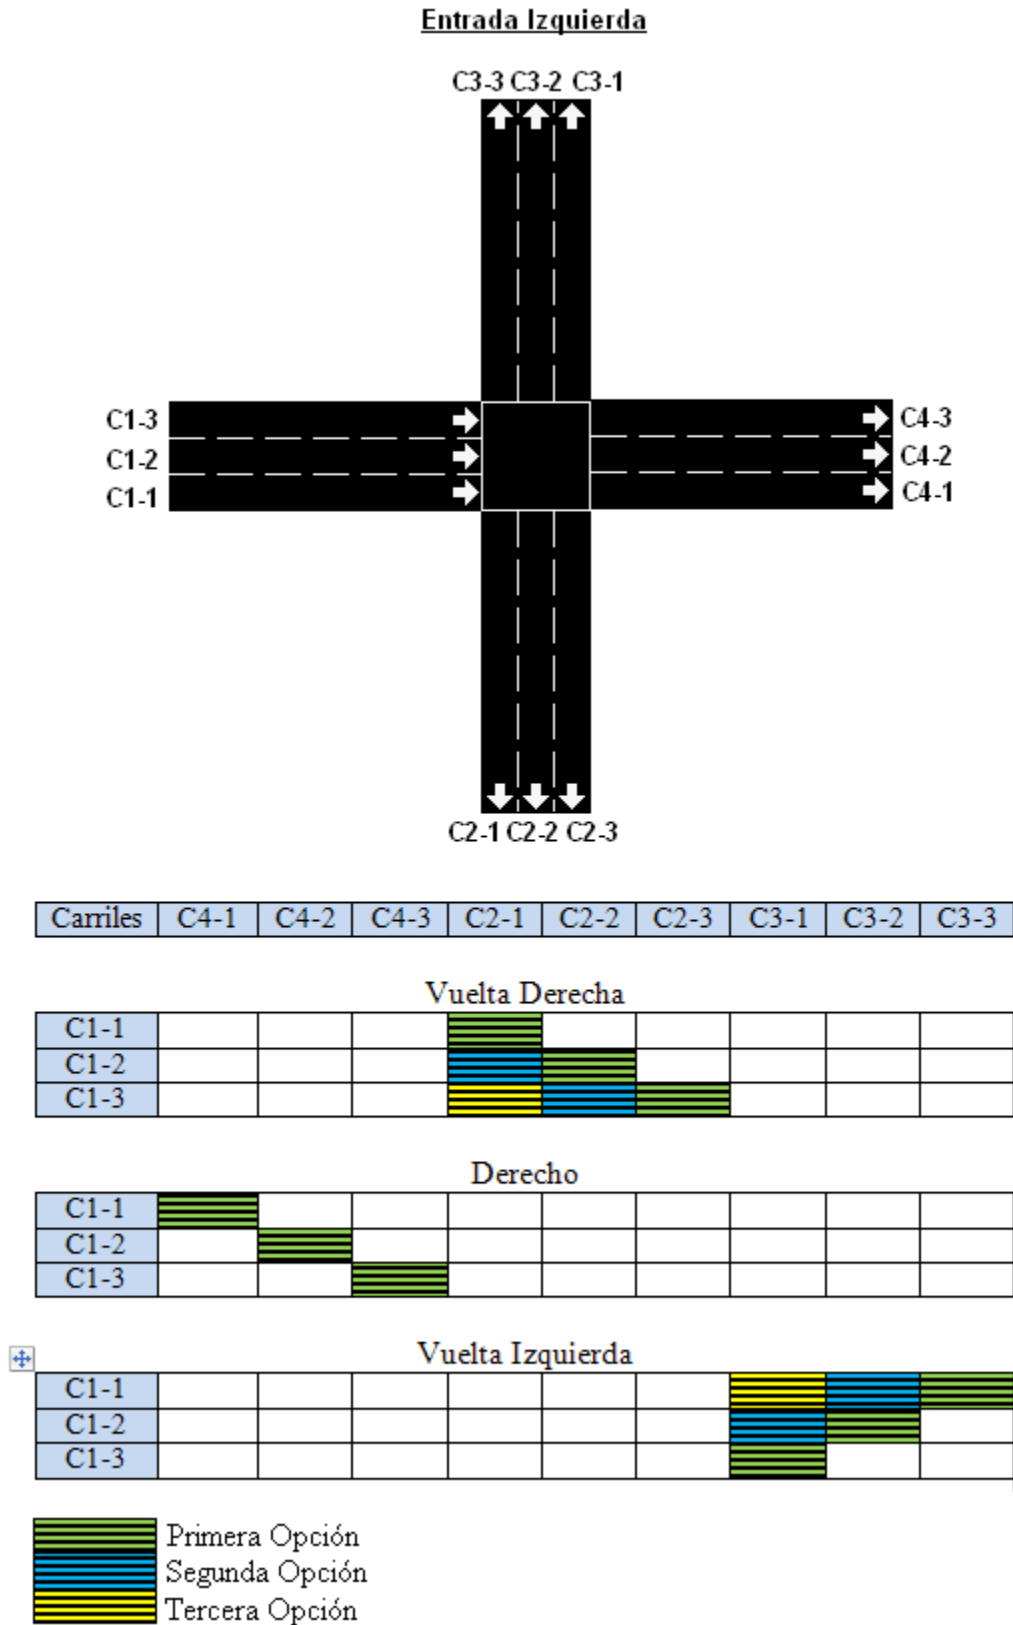 Entrada Izquierda
C3-3 C3-2 C3-1
C1-3
C1-2
C1-1
C4-3
C4-2
C4-1
C2-1 C2-2 C2-3
Carriles C4-1 C4-2 C4-3 C2-1 C2-2 C2-3 C3-1 C3-2 C3-3
Vuelta Derecha
C1-1
C1-2
C1-3
Derecho
C1-1
C1-2
C1-3
Vuelta Izquierda
C1-1
C1-2
C1-3
Primera Opción
Segunda Opción
Tercera Opción